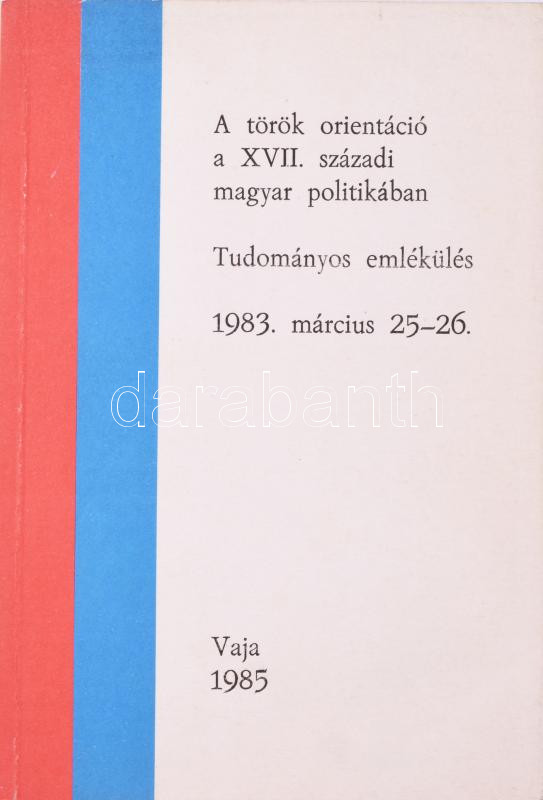 A török orientáció
a XVII. századi
magyar politikában
Tudományos emlékülés
1983. március 25–26.
darabanth
Vaja
1985